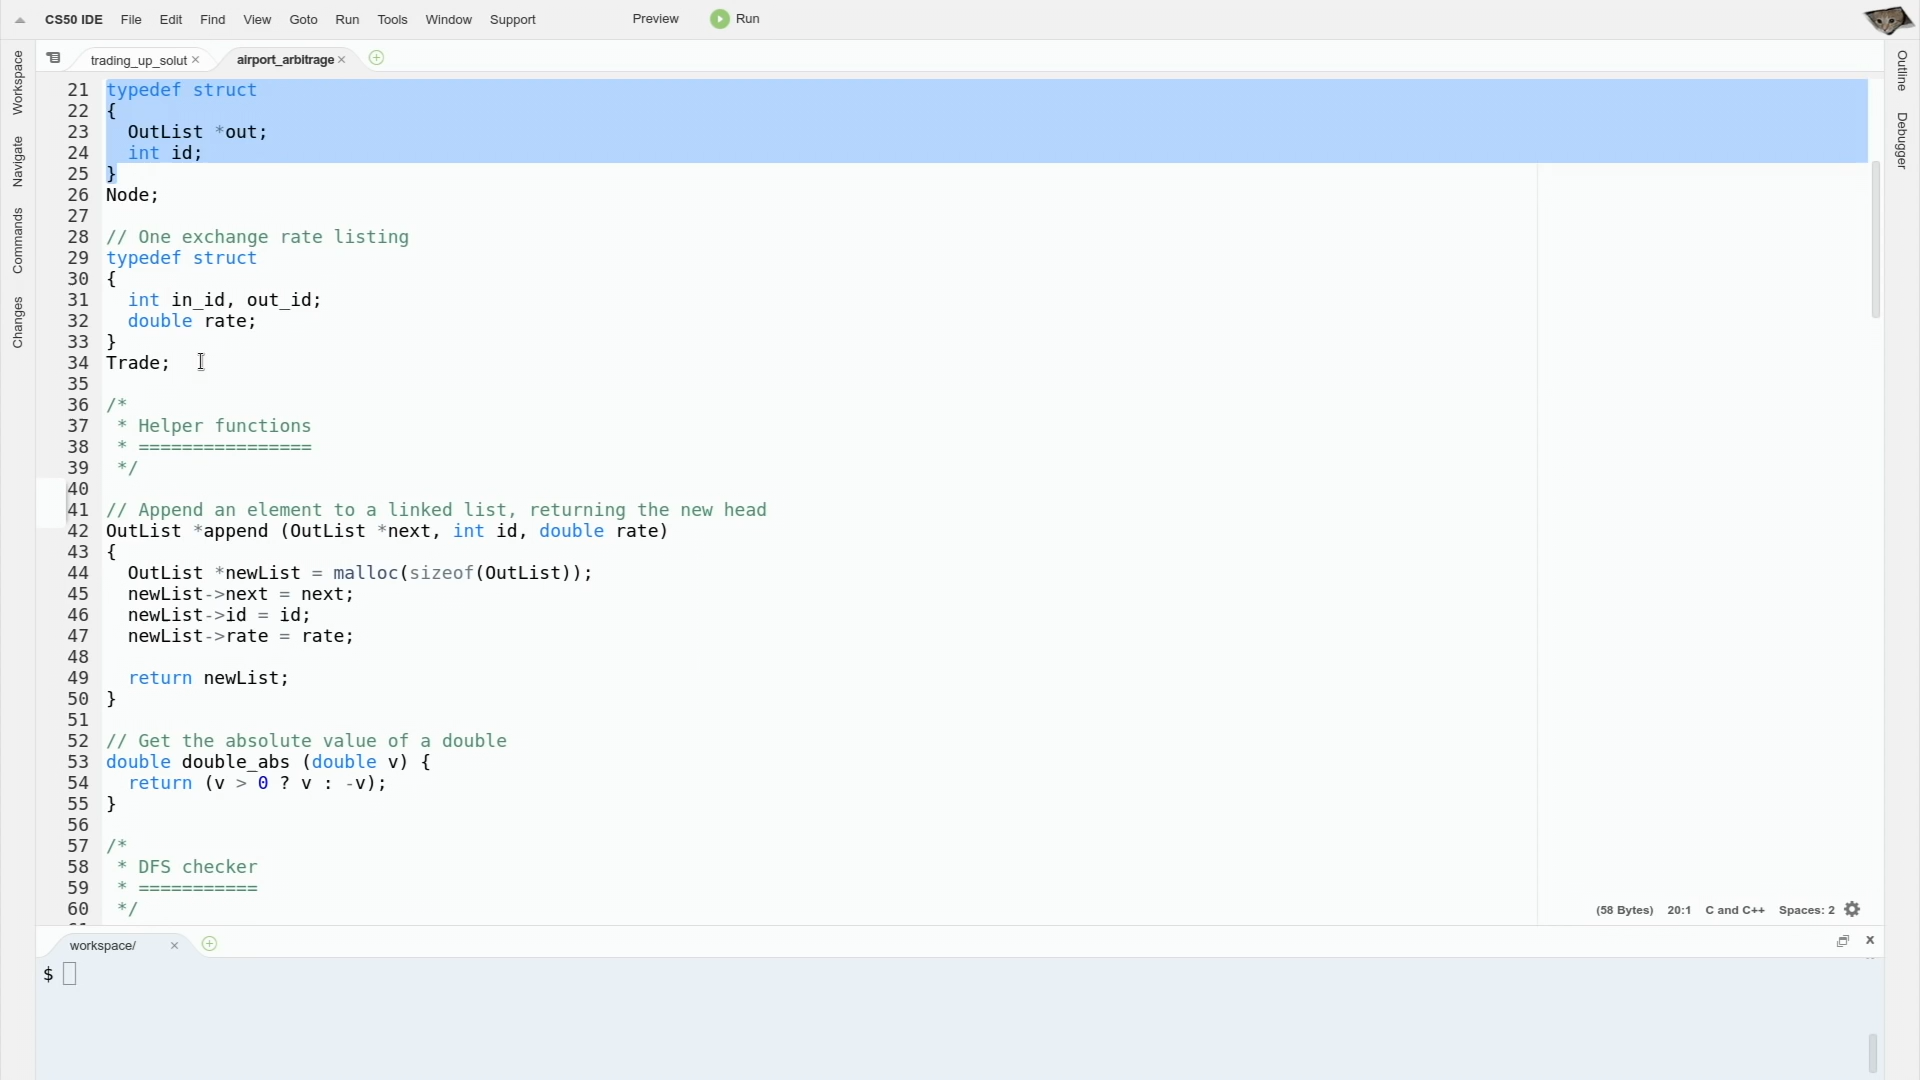 CS50 IDE File Edit Find View Goto Run Tools Window Support Preview Run
Workspace
Navigate
Commands
Changes
Outline
Debugger
trading_up_solut × airport_arbitrage ×
21 typedef struct
22 {
23   OutList *out;
24   int id;
25 }
26 Node;
27
28 // One exchange rate listing
29 typedef struct
30 {
31   int in_id, out_id;
32   double rate;
33 }
34 Trade;
35
36 /*
37  * Helper functions
38  * ================
39  */
40
41 // Append an element to a linked list, returning the new head
42 OutList *append (OutList *next, int id, double rate)
43 {
44   OutList *newList = malloc(sizeof(OutList));
45   newList->next = next;
46   newList->id = id;
47   newList->rate = rate;
48
49   return newList;
50 }
51
52 // Get the absolute value of a double
53 double double_abs (double v) {
54   return (v > 0 ? v : -v);
55 }
56
57 /*
58  * DFS checker
59  * ===========
60  */
(58 Bytes) 20:1 C and C++ Spaces: 2
workspace/ ×
$